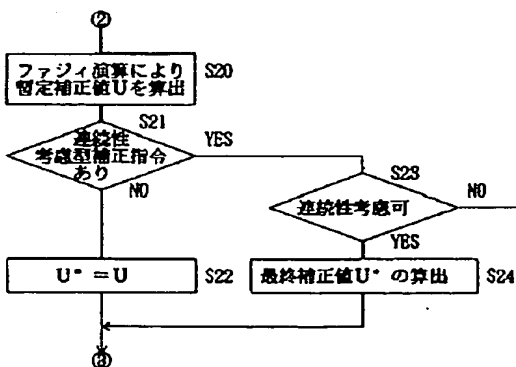 ②
ファジィ演算により
暫定補正値Uを算出
S20
S21
連続性
考慮型補正指令
あり
YES
NO
S23
連続性考慮可
NO
YES
U* = U
S22
最終補正値U* の算出
S24
③